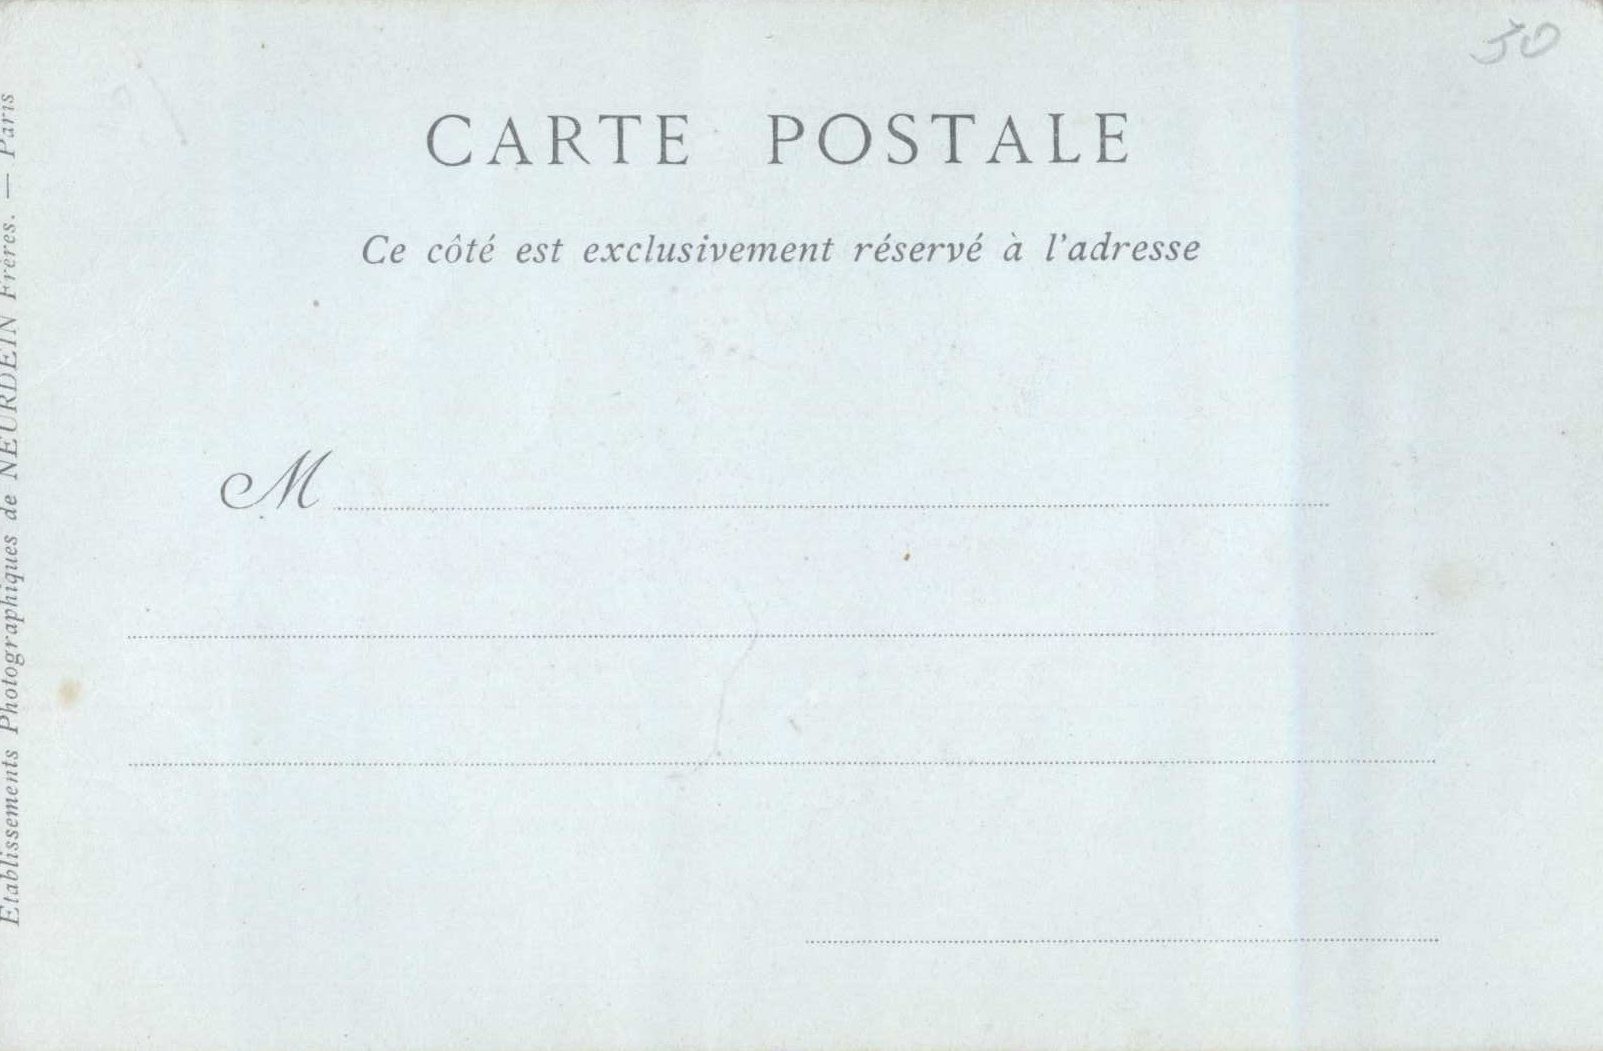 50
CARTE POSTALE
Ce côté est exclusivement réservé à l'adresse
M
Etablissements Photographiques de NEURDEIN Frères. — Paris